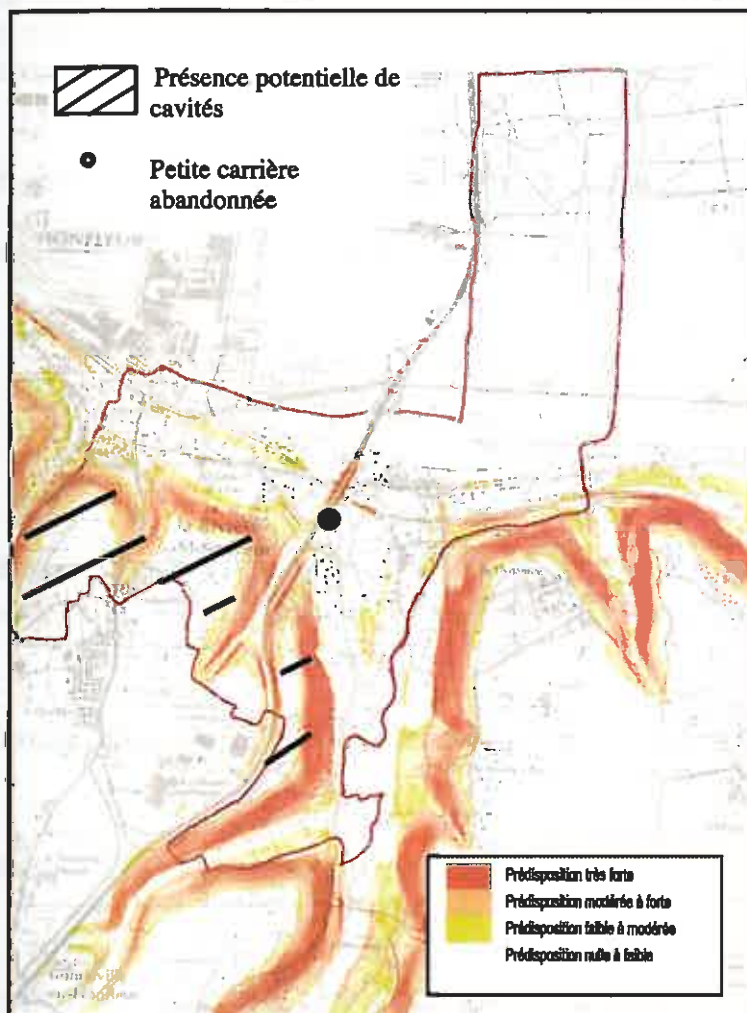 Présence potentielle de
cavités
Petite carrière
abandonnée
HONFLEUR
Prédisposition très forte
Prédisposition modérée à forte
Prédisposition faible à modérée
Prédisposition nulle à faible